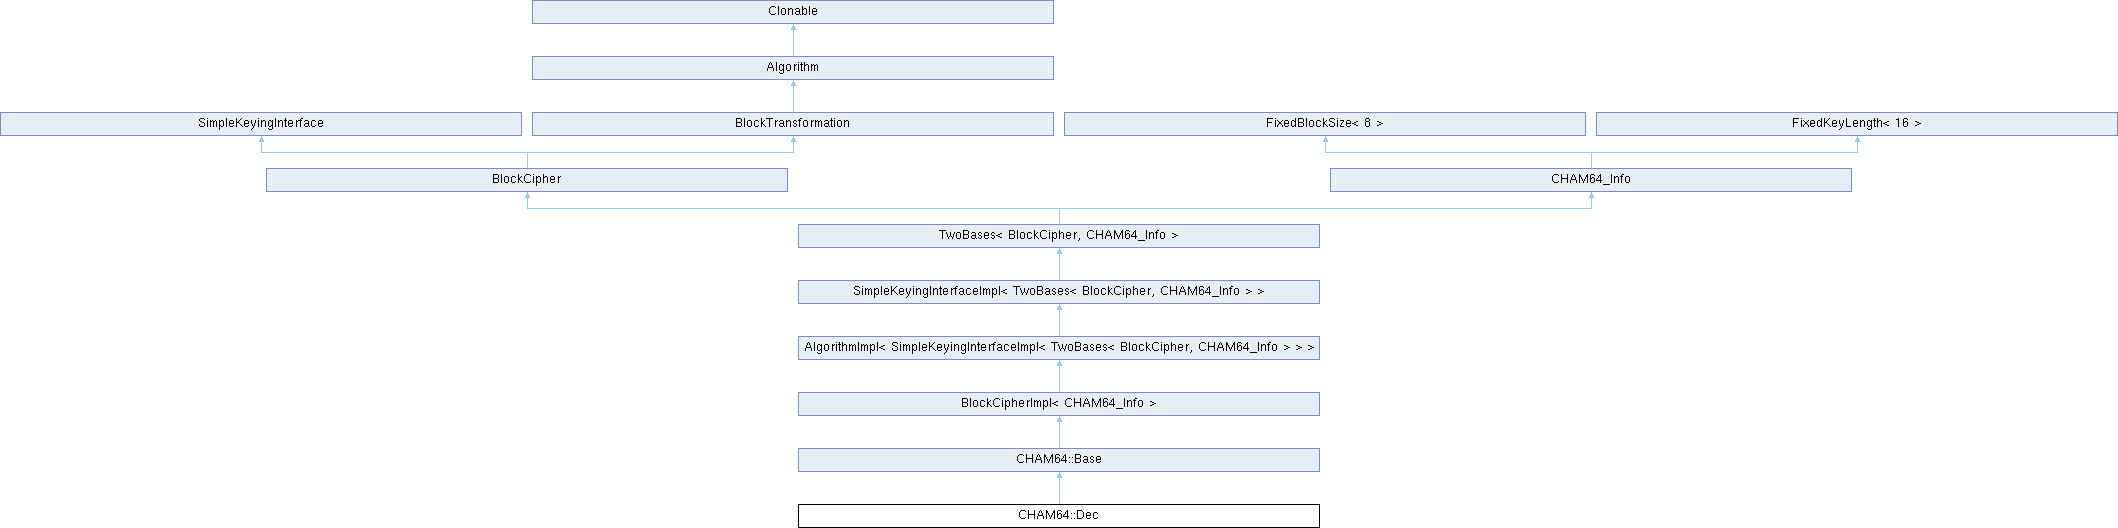 Clonable
Algorithm
SimpleKeyingInterface
BlockTransformation
FixedBlockSize< 8 >
FixedKeyLength< 16 >
BlockCipher
CHAM64_Info
TwoBases< BlockCipher, CHAM64_Info >
SimpleKeyingInterfaceImpl< TwoBases< BlockCipher, CHAM64_Info > >
AlgorithmImpl< SimpleKeyingInterfaceImpl< TwoBases< BlockCipher, CHAM64_Info > > >
BlockCipherImpl< CHAM64_Info >
CHAM64::Base
CHAM64::Dec